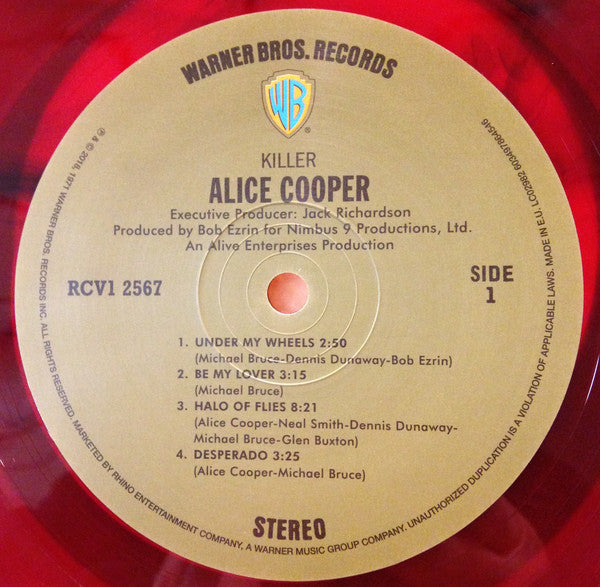 WARNER BROS. RECORDS
WB
®
KILLER
ALICE COOPER
Executive Producer: Jack Richardson
Produced by Bob Ezrin for Nimbus 9 Productions, Ltd.
An Alive Enterprises Production
RCV1 2567
SIDE
1
1. UNDER MY WHEELS 2:50
(Michael Bruce-Dennis Dunaway-Bob Ezrin)
2. BE MY LOVER 3:15
(Michael Bruce)
3. HALO OF FLIES 8:21
(Alice Cooper-Neal Smith-Dennis Dunaway-
Michael Bruce-Glen Buxton)
4. DESPERADO 3:25
(Alice Cooper-Michael Bruce)
STEREO
℗ & © 2018, 1971 WARNER BROS. RECORDS INC. ALL RIGHTS RESERVED. MARKETED BY RHINO ENTERTAINMENT COMPANY, A WARNER MUSIC GROUP COMPANY. UNAUTHORIZED DUPLICATION IS A VIOLATION OF APPLICABLE LAWS. MADE IN E.U. LC02982 603497864546